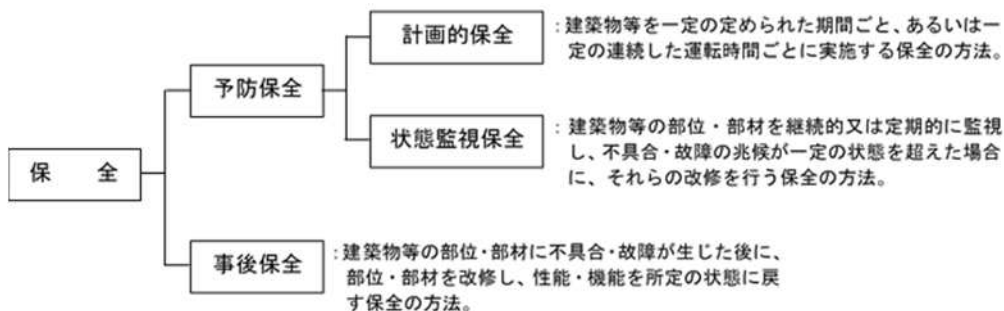 計画的保全
：建築物等を一定の定められた期間ごと、あるいは一
定の連続した運転時間ごとに実施する保全の方法。
予防保全
状態監視保全
：建築物等の部位・部材を継続的又は定期的に監視
し、不具合・故障の兆候が一定の状態を超えた場合
に、それらの改修を行う保全の方法。
保　全
事後保全
：建築物等の部位・部材に不具合・故障が生じた後に、
部位・部材を改修し、性能・機能を所定の状態に戻
す保全の方法。